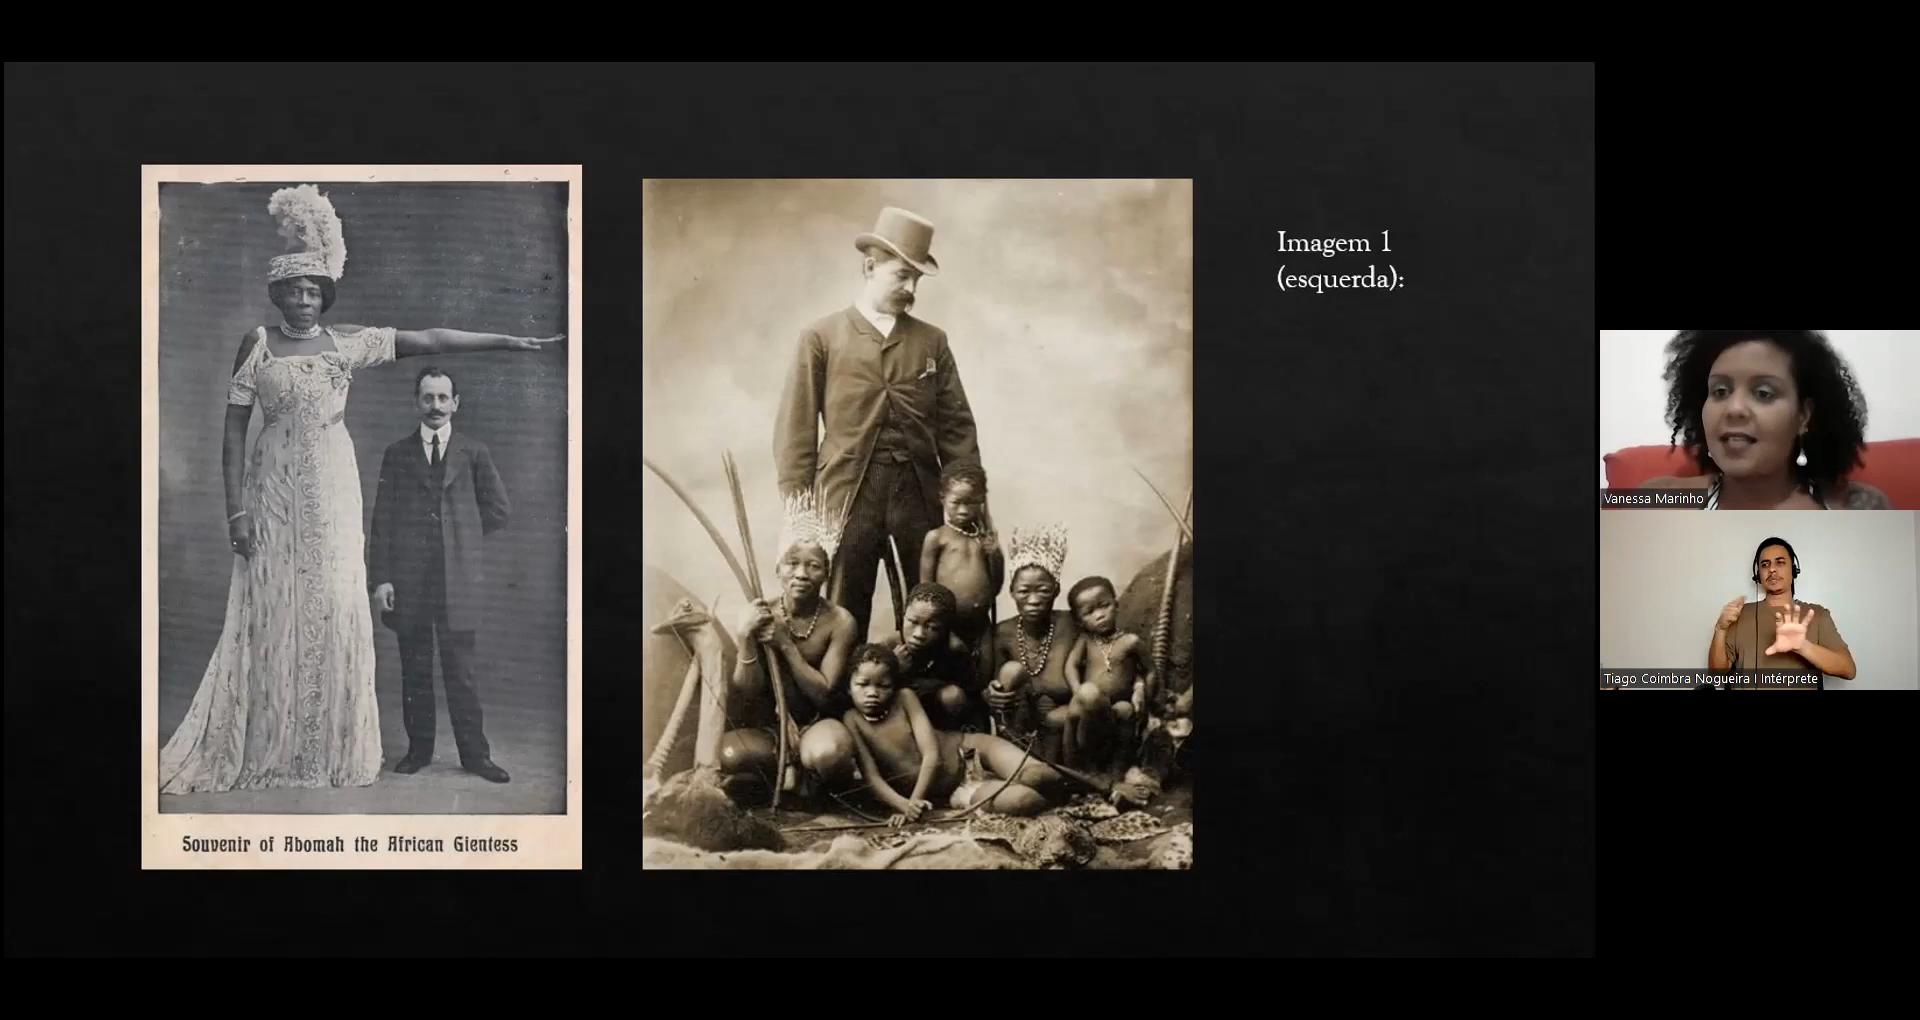 Imagem 1
(esquerda):
Souvenir of Abomah the African Gientess
Vanessa Marinho
Tiago Coimbra Nogueira I Intérprete